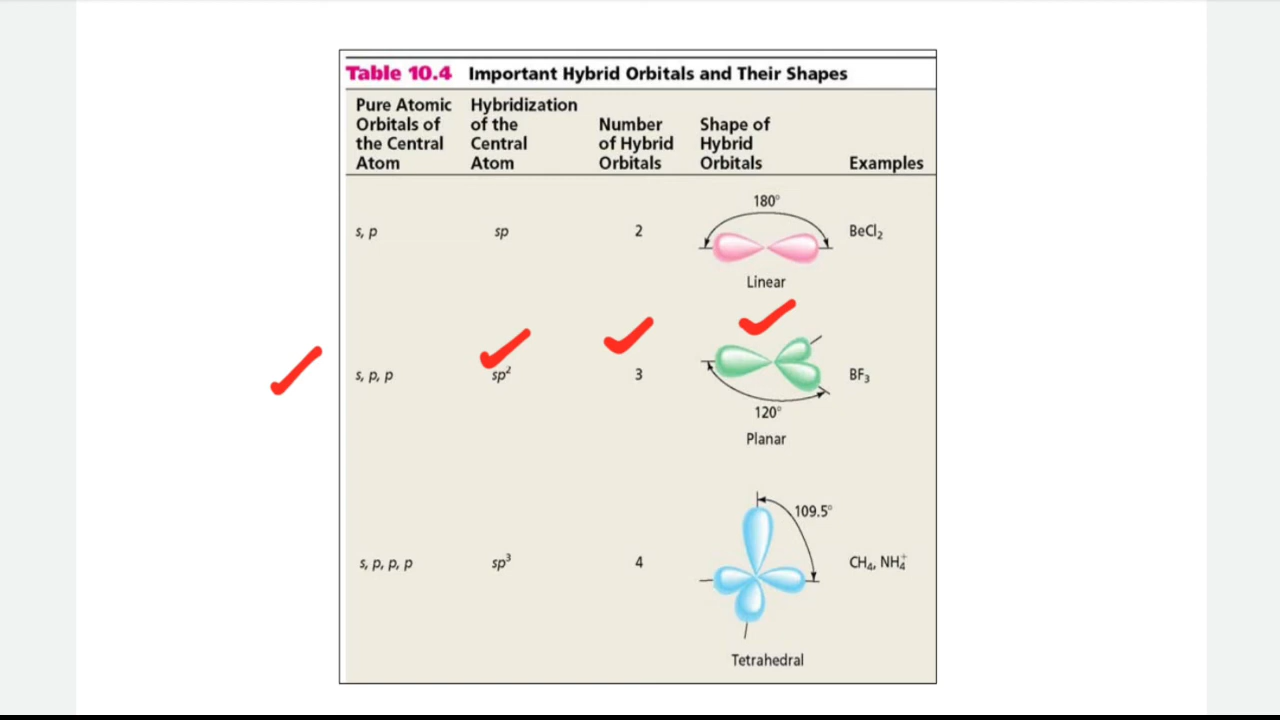 Table 10.4 Important Hybrid Orbitals and Their Shapes
Pure Atomic Orbitals of the Central Atom
Hybridization of the Central Atom
Number of Hybrid Orbitals
Shape of Hybrid Orbitals
Examples
s, p
sp
2
180°
Linear
BeCl₂
s, p, p
sp²
3
120°
Planar
BF₃
s, p, p, p
sp³
4
109.5°
Tetrahedral
CH₄, NH₄⁺